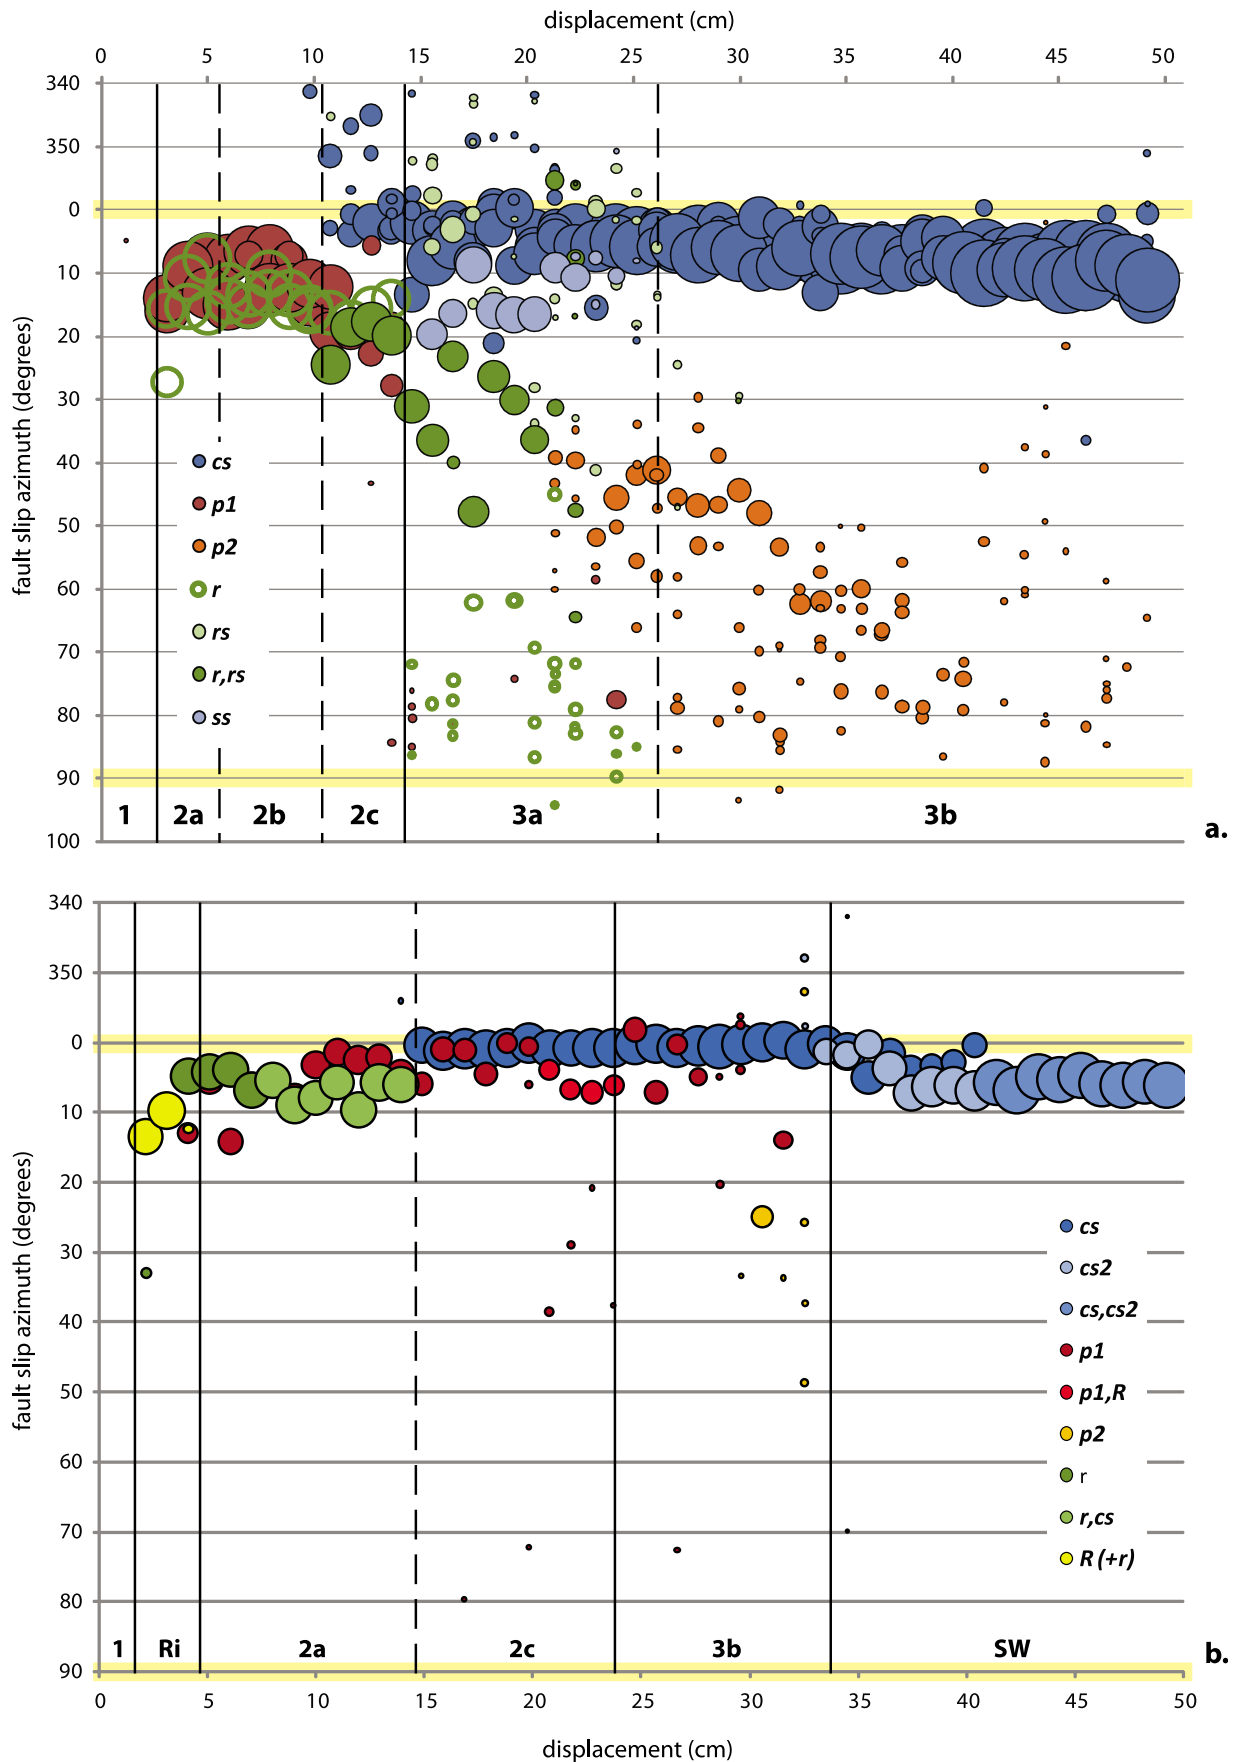 displacement (cm)
0 5 10 15 20 25 30 35 40 45 50
340
350
0
10
20
30
40
50
60
70
80
90
100
fault slip azimuth (degrees)
cs
p1
p2
r
rs
r,rs
ss
1 2a 2b 2c 3a 3b
a.
340
350
0
10
20
30
40
50
60
70
80
90
fault slip azimuth (degrees)
cs
cs2
cs,cs2
p1
p1,R
p2
r
r,cs
R (+r)
1 Ri 2a 2c 3b SW
b.
0 5 10 15 20 25 30 35 40 45 50
displacement (cm)